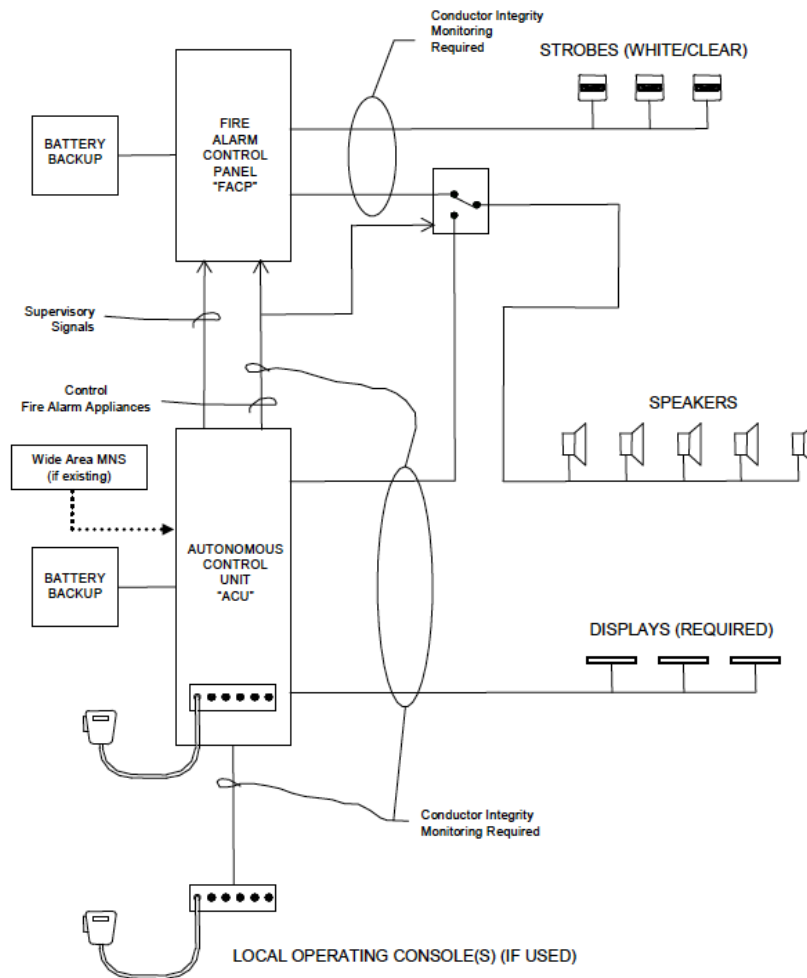 Conductor Integrity
Monitoring
Required
STROBES (WHITE/CLEAR)
FIRE
ALARM
CONTROL
PANEL
"FACP"
BATTERY
BACKUP
Supervisory
Signals
Control
Fire Alarm Appliances
SPEAKERS
Wide Area MNS
(if existing)
AUTONOMOUS
CONTROL
UNIT
"ACU"
BATTERY
BACKUP
DISPLAYS (REQUIRED)
Conductor Integrity
Monitoring Required
LOCAL OPERATING CONSOLE(S) (IF USED)